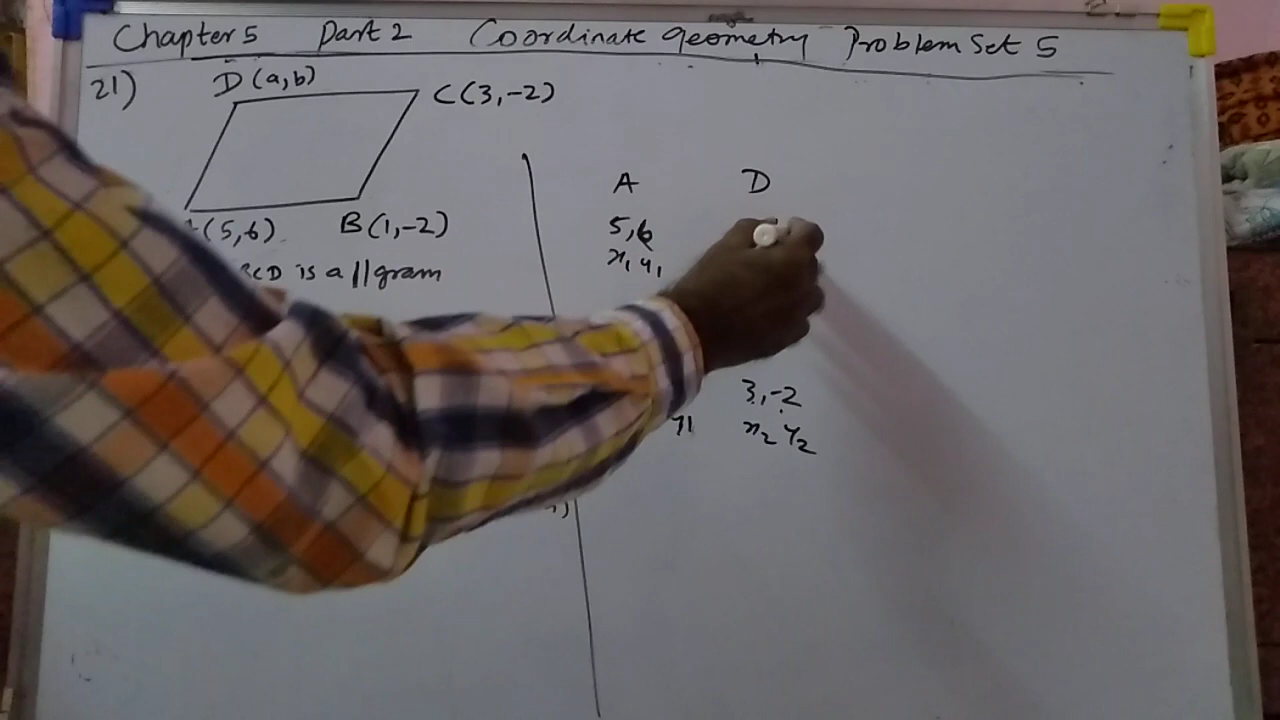 Chapter 5 Part 2 Coordinate geometry Problem Set 5
21) D(a,b)
C(3,-2)
(5,6) B(1,-2)
BCD is a ||gram
A D
5,6
x1 y1
3,-2
y1 x2 y2